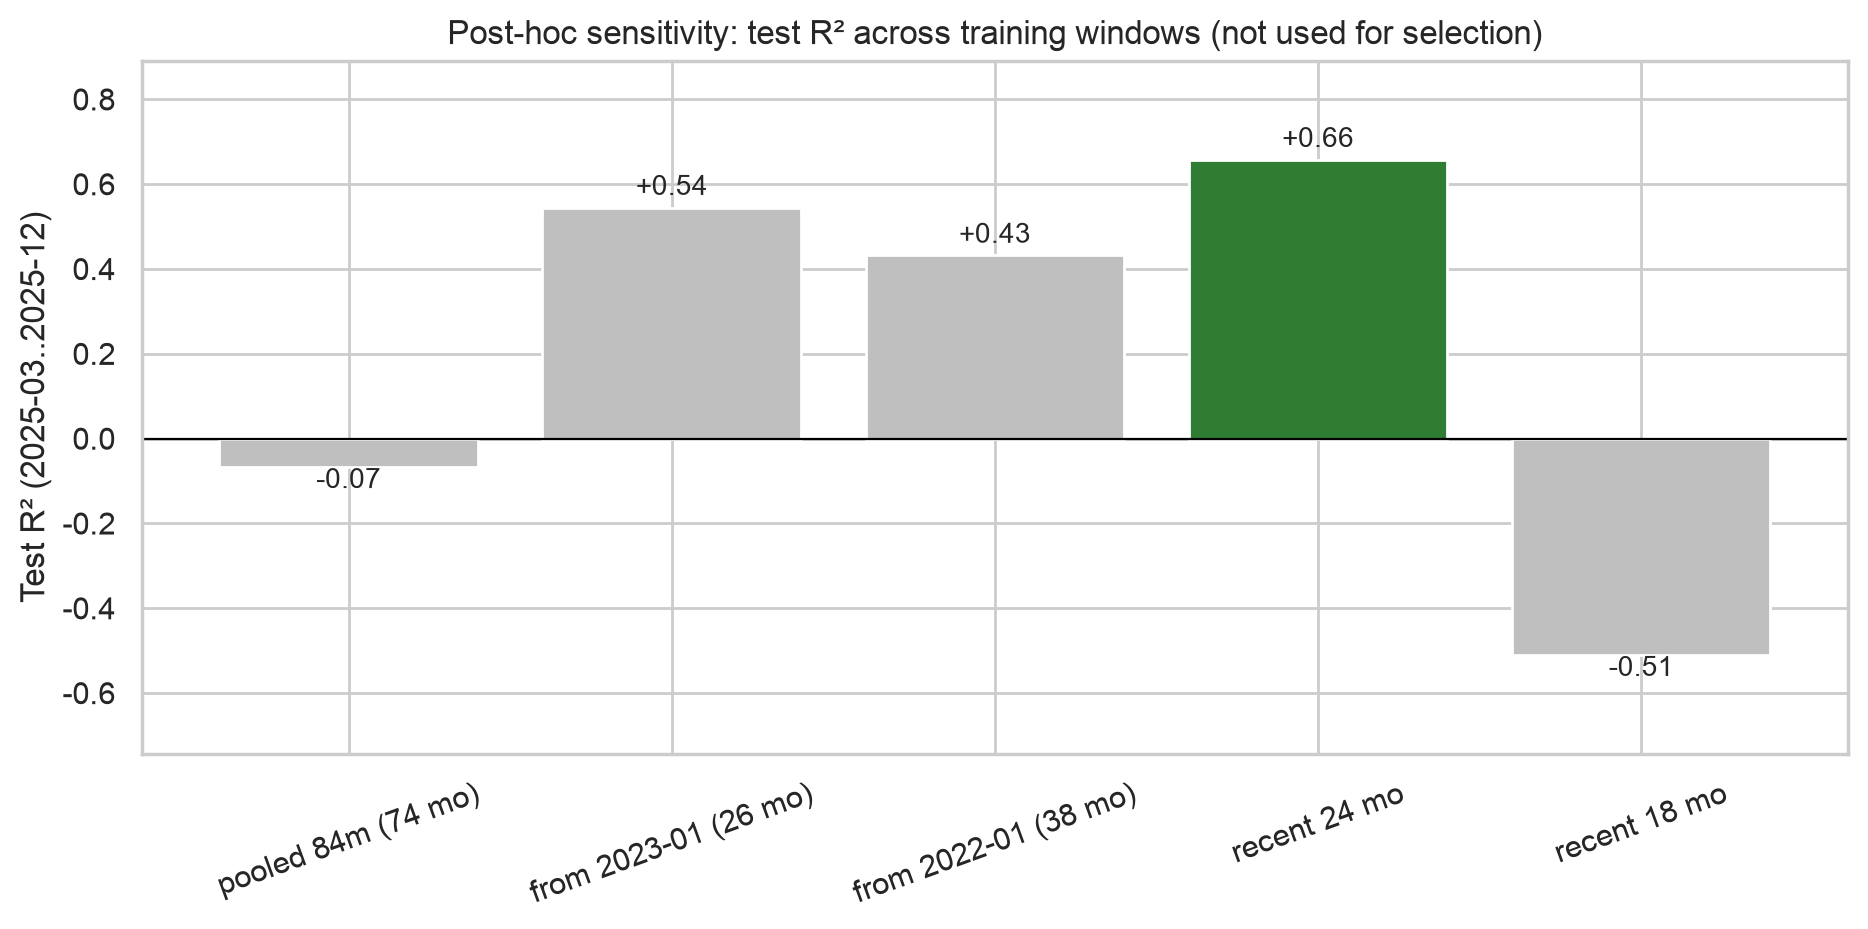 Post-hoc sensitivity: test R² across training windows (not used for selection)
Test R² (2025-03..2025-12)
0.8
0.6
0.4
0.2
0.0
-0.2
-0.4
-0.6
-0.07
+0.54
+0.43
+0.66
-0.51
pooled 84m (74 mo)
from 2023-01 (26 mo)
from 2022-01 (38 mo)
recent 24 mo
recent 18 mo